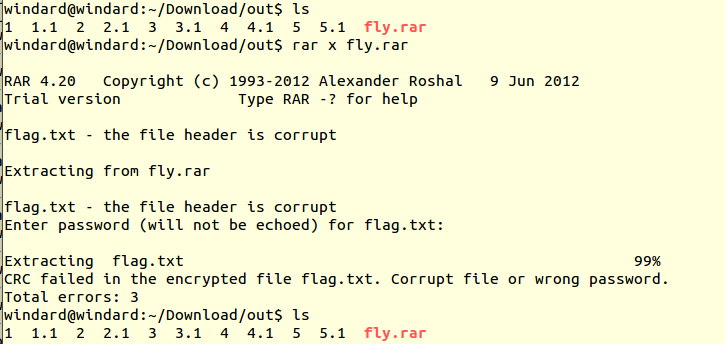 windard@windard:~/Download/out$ ls
1  1.1  2  2.1  3  3.1  4  4.1  5  5.1  fly.rar
windard@windard:~/Download/out$ rar x fly.rar
RAR 4.20   Copyright (c) 1993-2012 Alexander Roshal   9 Jun 2012
Trial version             Type RAR -? for help
flag.txt - the file header is corrupt
Extracting from fly.rar
flag.txt - the file header is corrupt
Enter password (will not be echoed) for flag.txt:
Extracting  flag.txt                                                  99%
CRC failed in the encrypted file flag.txt. Corrupt file or wrong password.
Total errors: 3
windard@windard:~/Download/out$ ls
1  1.1  2  2.1  3  3.1  4  4.1  5  5.1  fly.rar